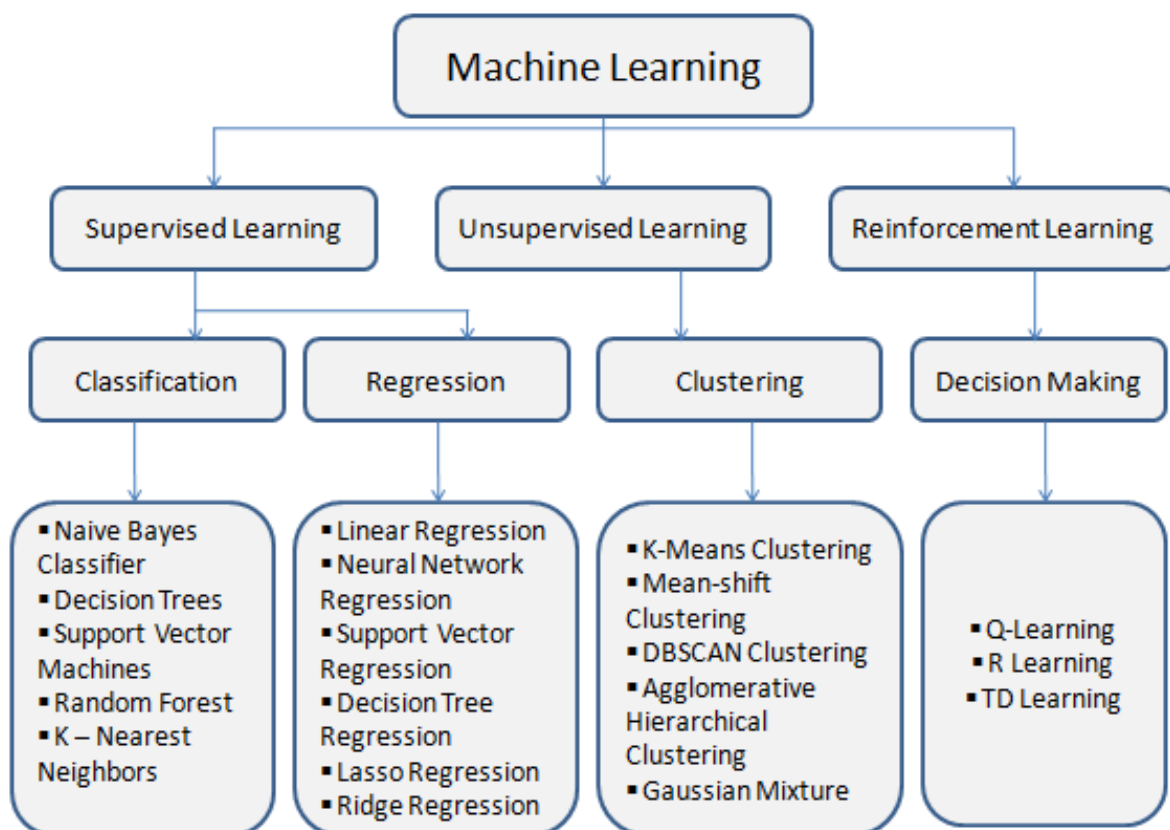 Machine Learning
Supervised Learning
Unsupervised Learning
Reinforcement Learning
Classification
Regression
Clustering
Decision Making
▪ Naive Bayes
Classifier
▪ Decision Trees
▪ Support Vector
Machines
▪ Random Forest
▪ K – Nearest
Neighbors
▪ Linear Regression
▪ Neural Network
Regression
▪ Support Vector
Regression
▪ Decision Tree
Regression
▪ Lasso Regression
▪ Ridge Regression
▪ K-Means Clustering
▪ Mean-shift
Clustering
▪ DBSCAN Clustering
▪ Agglomerative
Hierarchical
Clustering
▪ Gaussian Mixture
▪ Q-Learning
▪ R Learning
▪ TD Learning